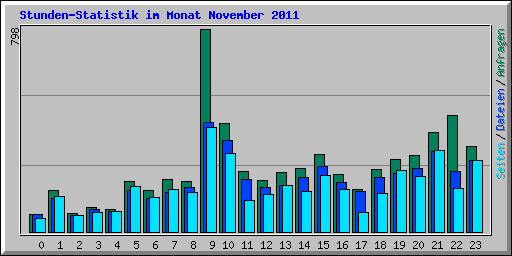 Stunden-Statistik im Monat November 2011
798
Seiten/Dateien/Anfragen
0 1 2 3 4 5 6 7 8 9 10 11 12 13 14 15 16 17 18 19 20 21 22 23